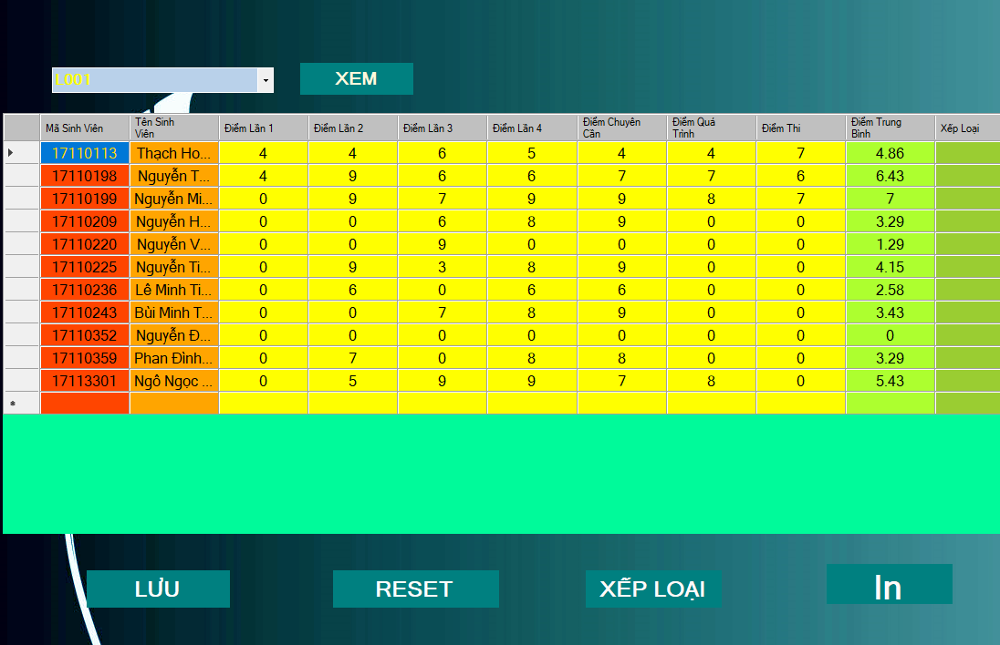 L001
XEM
Mã Sinh Viên Tên Sinh Viên Điểm Lần 1 Điểm Lần 2 Điểm Lần 3 Điểm Lần 4 Điểm Chuyên Cần Điểm Quá Trình Điểm Thi Điểm Trung Bình Xếp Loại
17110113 Thạch Ho... 4 4 6 5 4 4 7 4.86
17110198 Nguyễn T... 4 9 6 6 7 7 6 6.43
17110199 Nguyễn Mi... 0 9 7 9 9 8 7 7
17110209 Nguyễn H... 0 0 6 8 9 0 0 3.29
17110220 Nguyễn V... 0 0 9 0 0 0 0 1.29
17110225 Nguyễn Ti... 0 9 3 8 9 0 0 4.15
17110236 Lê Minh Ti... 0 6 0 6 6 0 0 2.58
17110243 Bùi Minh T... 0 0 7 8 9 0 0 3.43
17110352 Nguyễn Đ... 0 0 0 0 0 0 0 0
17110359 Phan Đình... 0 7 0 8 8 0 0 3.29
17113301 Ngô Ngọc ... 0 5 9 9 7 8 0 5.43
LƯU
RESET
XẾP LOẠI
In